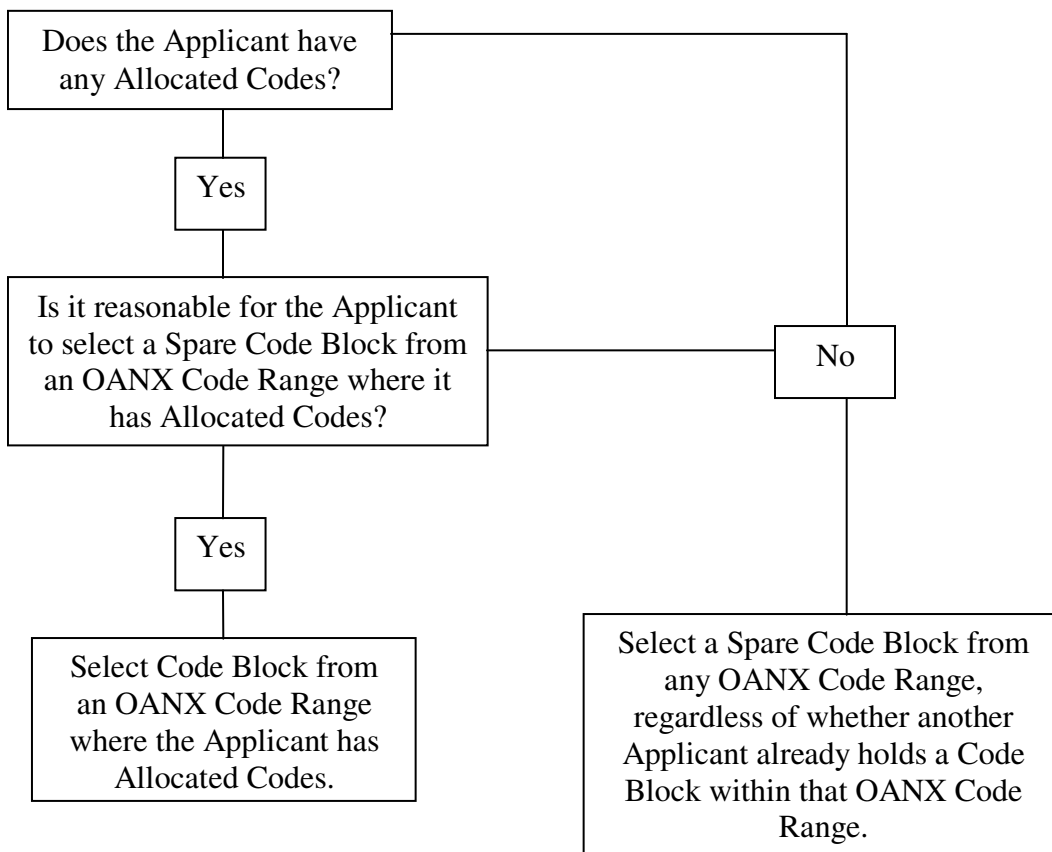 Does the Applicant have
any Allocated Codes?
Yes
Is it reasonable for the Applicant
to select a Spare Code Block from
an OANX Code Range where it
has Allocated Codes?
No
Yes
Select Code Block from
an OANX Code Range
where the Applicant has
Allocated Codes.
Select a Spare Code Block from
any OANX Code Range,
regardless of whether another
Applicant already holds a Code
Block within that OANX Code
Range.